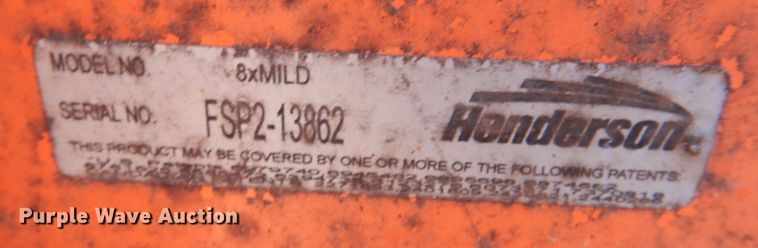 MODEL NO. 8xMILD
SERIAL NO. FSP2-13862
Henderson
THIS PRODUCT MAY BE COVERED BY ONE OR MORE OF THE FOLLOWING PATENTS:
Purple Wave Auction